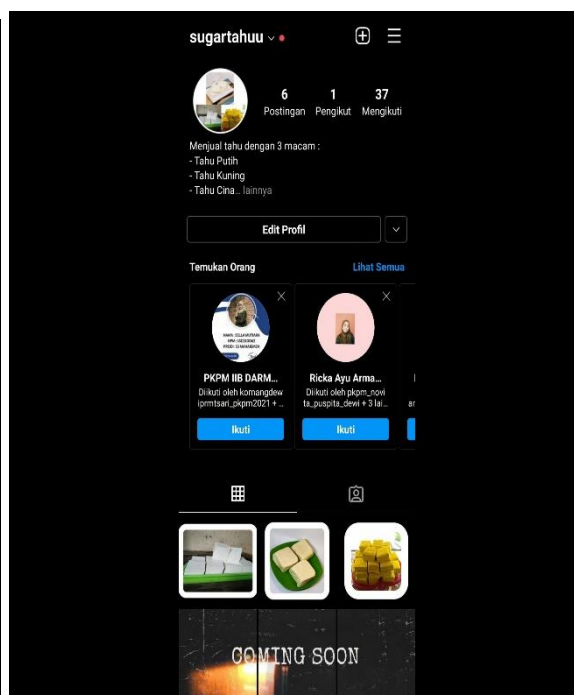 sugartahuu
6 1 37
Postingan Pengikut Mengikuti
Menjual tahu dengan 3 macam :
- Tahu Putih
- Tahu Kuning
- Tahu Cina... lainnya
Edit Profil
Temukan Orang Lihat Semua
PKPM IIB DARM...
Diikuti oleh komangdew
iprmtsari_pkpm2021 + ...
Ikuti
Ricka Ayu Arma...
Diikuti oleh pkpm_novi
ta_puspita_dewi + 3 lai...
Ikuti
COMING SOON